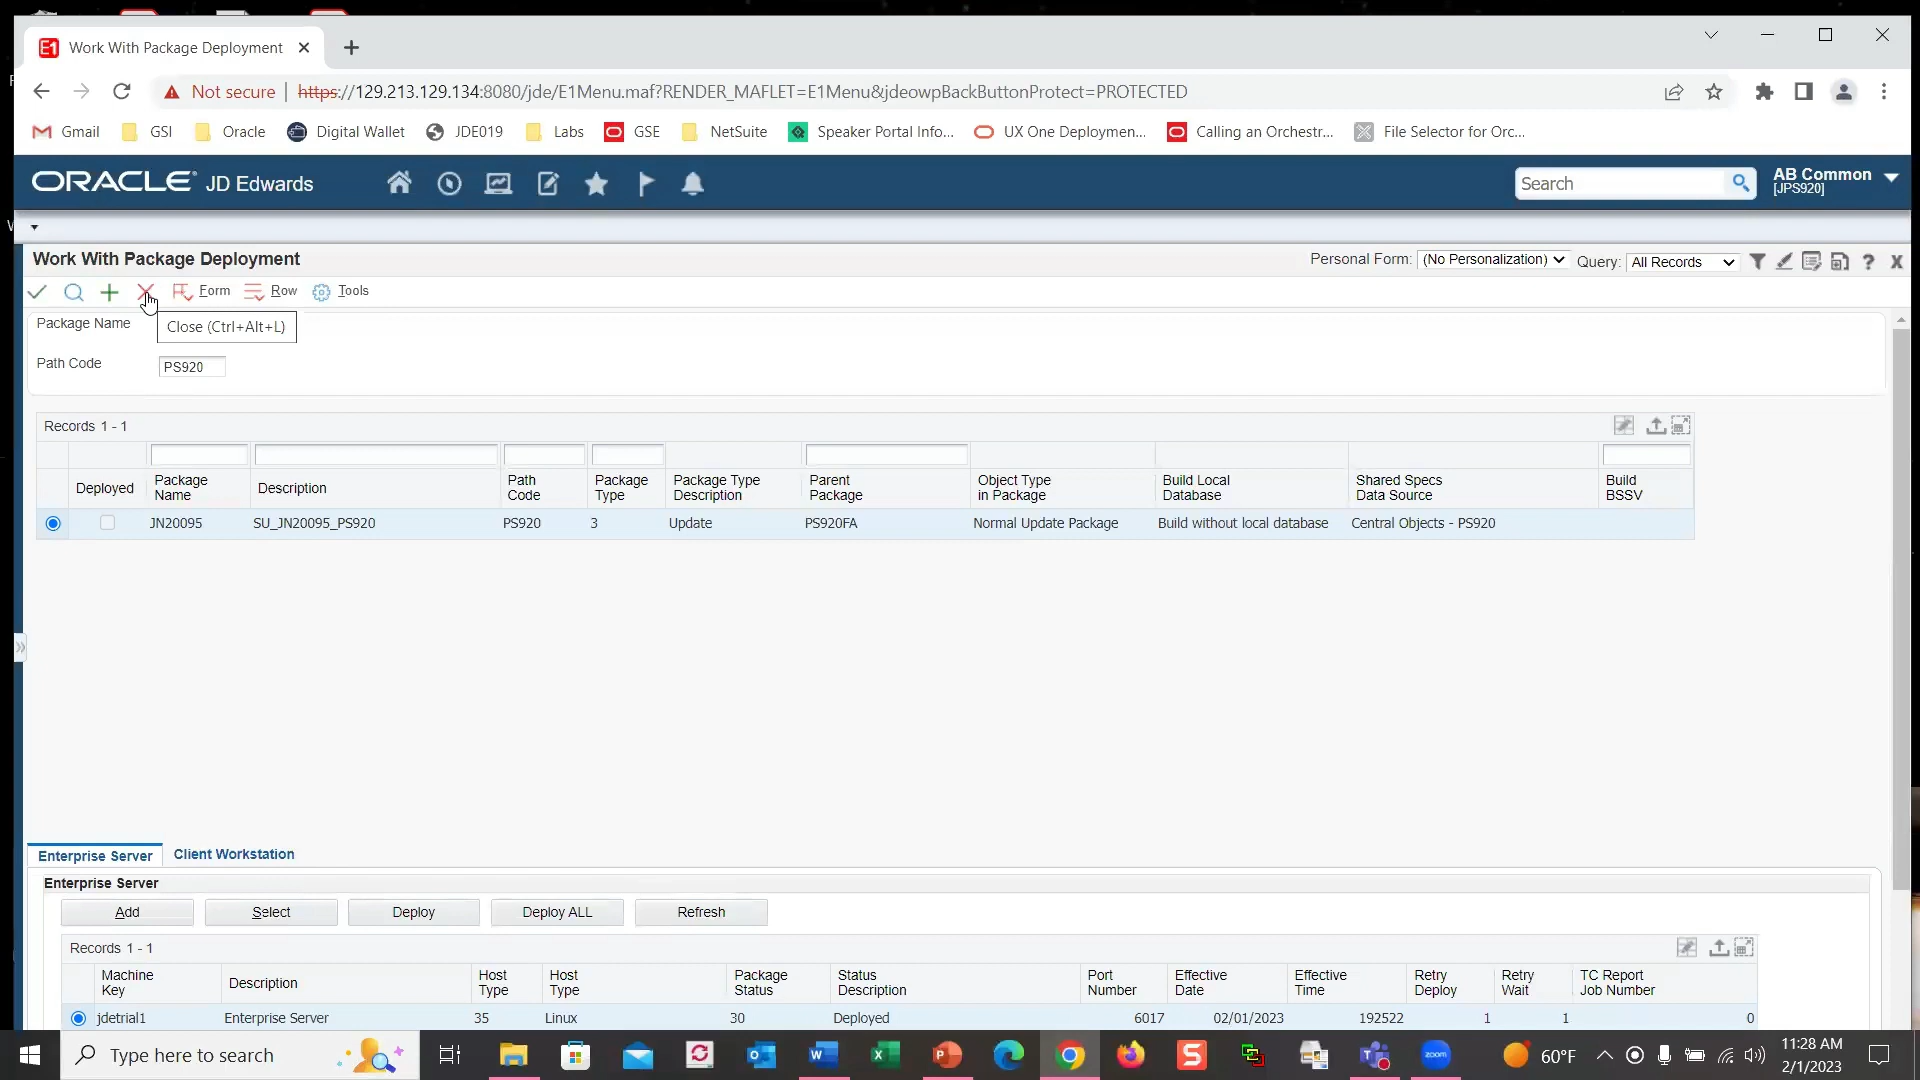 Work With Package Deployment
Not secure | https://129.213.129.134:8080/jde/E1Menu.maf?RENDER_MAFLET=E1Menu&jdeowpBackButtonProtect=PROTECTED
Gmail GSI Oracle Digital Wallet JDE019 Labs GSE NetSuite Speaker Portal Info... UX One Deploymen... Calling an Orchestr... File Selector for Orc...
ORACLE JD Edwards Search AB Common
[JPS920]
Work With Package Deployment Personal Form: (No Personalization) Query: All Records
Form Row Tools
Package Name
Close (Ctrl+Alt+L)
Path Code PS920
Records 1 - 1
Deployed Package Name Description Path Code Package Type Package Type Description Parent Package Object Type in Package Build Local Database Shared Specs Data Source Build BSSV
JN20095 SU_JN20095_PS920 PS920 3 Update PS920FA Normal Update Package Build without local database Central Objects - PS920
Enterprise Server Client Workstation
Enterprise Server
Add Select Deploy Deploy ALL Refresh
Records 1 - 1
Machine Key Description Host Type Host Type Package Status Status Description Port Number Effective Date Effective Time Retry Deploy Retry Wait TC Report Job Number
jdetrial1 Enterprise Server 35 Linux 30 Deployed 6017 02/01/2023 192522 1 1 0
Type here to search 60°F 11:28 AM
2/1/2023